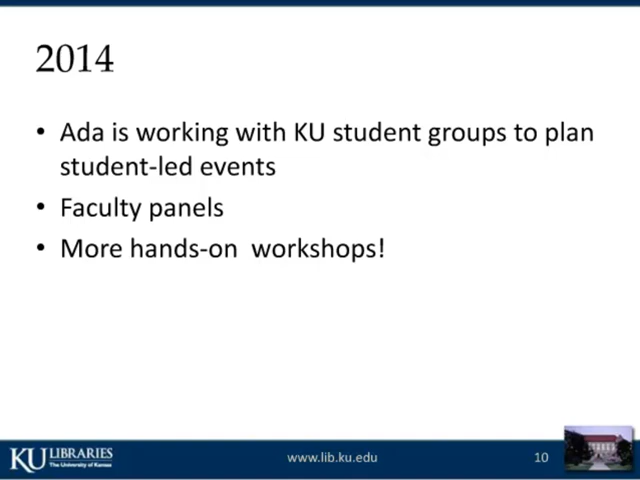 2014
• Ada is working with KU student groups to plan
student-led events
• Faculty panels
• More hands-on  workshops!
KU LIBRARIES
The University of Kansas
www.lib.ku.edu
10